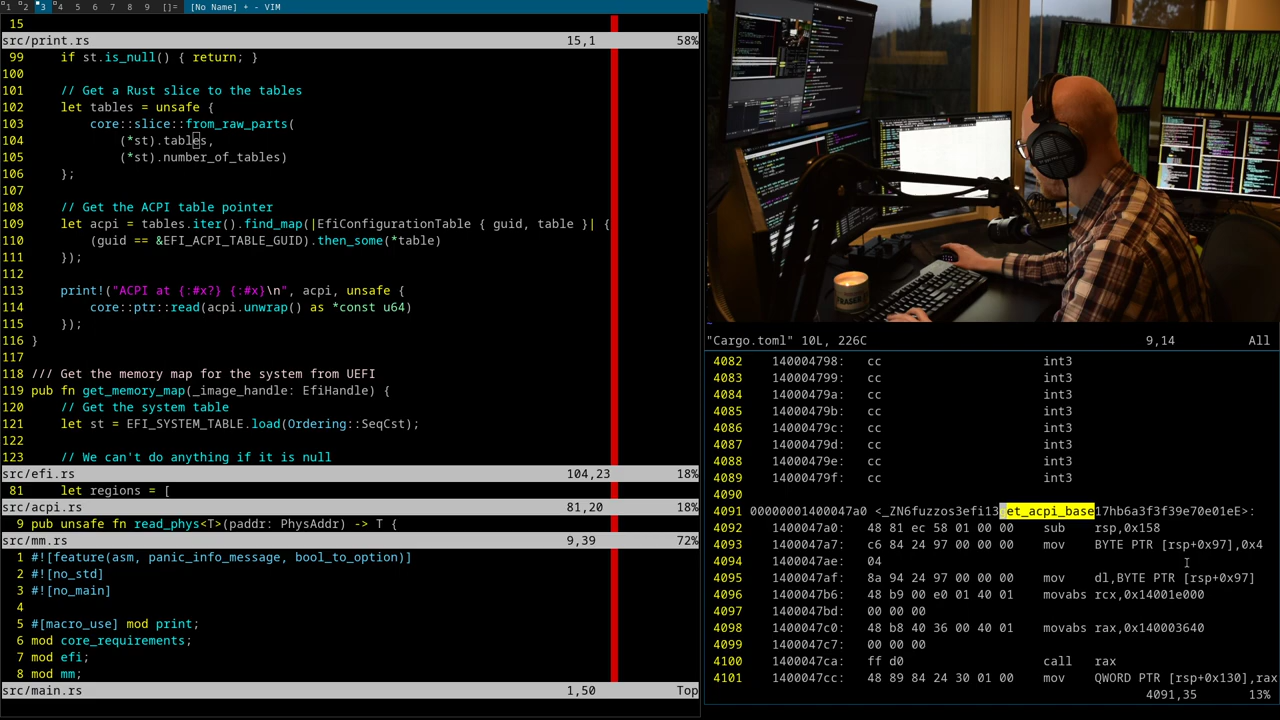 1 2 3 4 5 6 7 8 9 []= [No Name] + - VIM
15
src/print.rs 15,1 58%
99 if st.is_null() { return; }
100
101 // Get a Rust slice to the tables
102 let tables = unsafe {
103 core::slice::from_raw_parts(
104 (*st).tables,
105 (*st).number_of_tables)
106 };
107
108 // Get the ACPI table pointer
109 let acpi = tables.iter().find_map(|EfiConfigurationTable { guid, table }| {
110 (guid == &EFI_ACPI_TABLE_GUID).then_some(*table)
111 });
112
113 print!("ACPI at {:#x?} {:#x}\n", acpi, unsafe {
114 core::ptr::read(acpi.unwrap() as *const u64)
115 });
116 }
117
118 /// Get the memory map for the system from UEFI
119 pub fn get_memory_map(_image_handle: EfiHandle) {
120 // Get the system table
121 let st = EFI_SYSTEM_TABLE.load(Ordering::SeqCst);
122
123 // We can't do anything if it is null
src/efi.rs 104,23 18%
81 let regions = [
src/acpi.rs 81,20 18%
9 pub unsafe fn read_phys<T>(paddr: PhysAddr) -> T {
src/mm.rs 9,39 72%
1 #![feature(asm, panic_info_message, bool_to_option)]
2 #![no_std]
3 #![no_main]
4
5 #[macro_use] mod print;
6 mod core_requirements;
7 mod efi;
8 mod mm;
src/main.rs 1,50 Top
~
"Cargo.toml" 10L, 226C 9,14 All
4082 140004798: cc int3
4083 140004799: cc int3
4084 14000479a: cc int3
4085 14000479b: cc int3
4086 14000479c: cc int3
4087 14000479d: cc int3
4088 14000479e: cc int3
4089 14000479f: cc int3
4090
4091 00000001400047a0 <_ZN6fuzzos3efi13get_acpi_base17hb6a3f3f39e70e01eE>:
4092 1400047a0: 48 81 ec 58 01 00 00 sub rsp,0x158
4093 1400047a7: c6 84 24 97 00 00 00 mov BYTE PTR [rsp+0x97],0x4
4094 1400047ae: 04
4095 1400047af: 8a 94 24 97 00 00 00 mov dl,BYTE PTR [rsp+0x97]
4096 1400047b6: 48 b9 00 e0 01 40 01 movabs rcx,0x14001e000
4097 1400047bd: 00 00 00
4098 1400047c0: 48 b8 40 36 00 40 01 movabs rax,0x140003640
4099 1400047c7: 00 00 00
4100 1400047ca: ff d0 call rax
4101 1400047cc: 48 89 84 24 30 01 00 mov QWORD PTR [rsp+0x130],rax
4091,35 13%